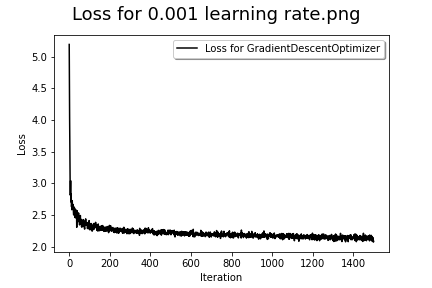 Loss for 0.001 learning rate.png
Loss for GradientDescentOptimizer
5.0
4.5
4.0
3.5
3.0
2.5
2.0
Loss
0 200 400 600 800 1000 1200 1400
Iteration